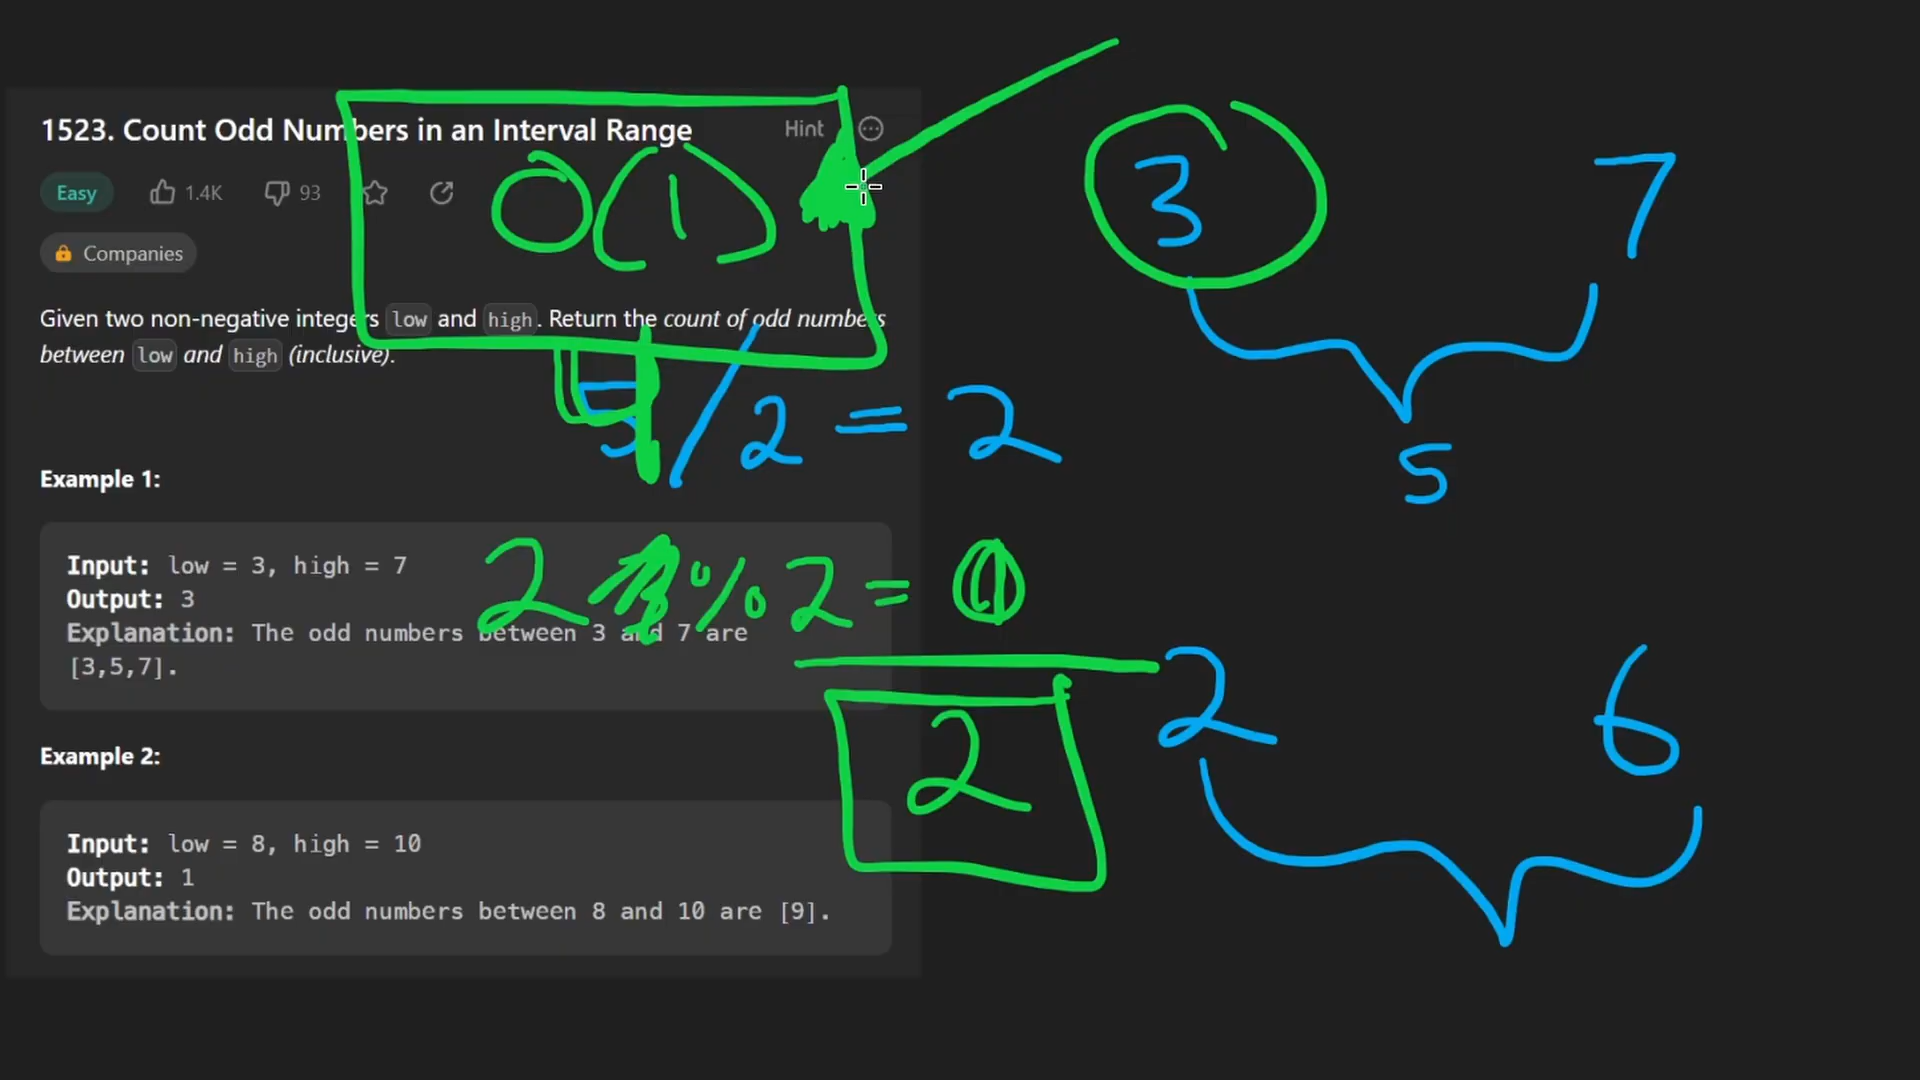 1523. Count Odd Numbers in an Interval Range
Hint
Easy 1.4K 93
O(1)
Companies
Given two non-negative integers low and high. Return the count of odd numbers
between low and high (inclusive).
3 7
5
5/2 = 2
Example 1:
Input: low = 3, high = 7
Output: 3
Explanation: The odd numbers between 3 and 7 are
[3,5,7].
2 % 2 =
2
2 6
Example 2:
Input: low = 8, high = 10
Output: 1
Explanation: The odd numbers between 8 and 10 are [9].